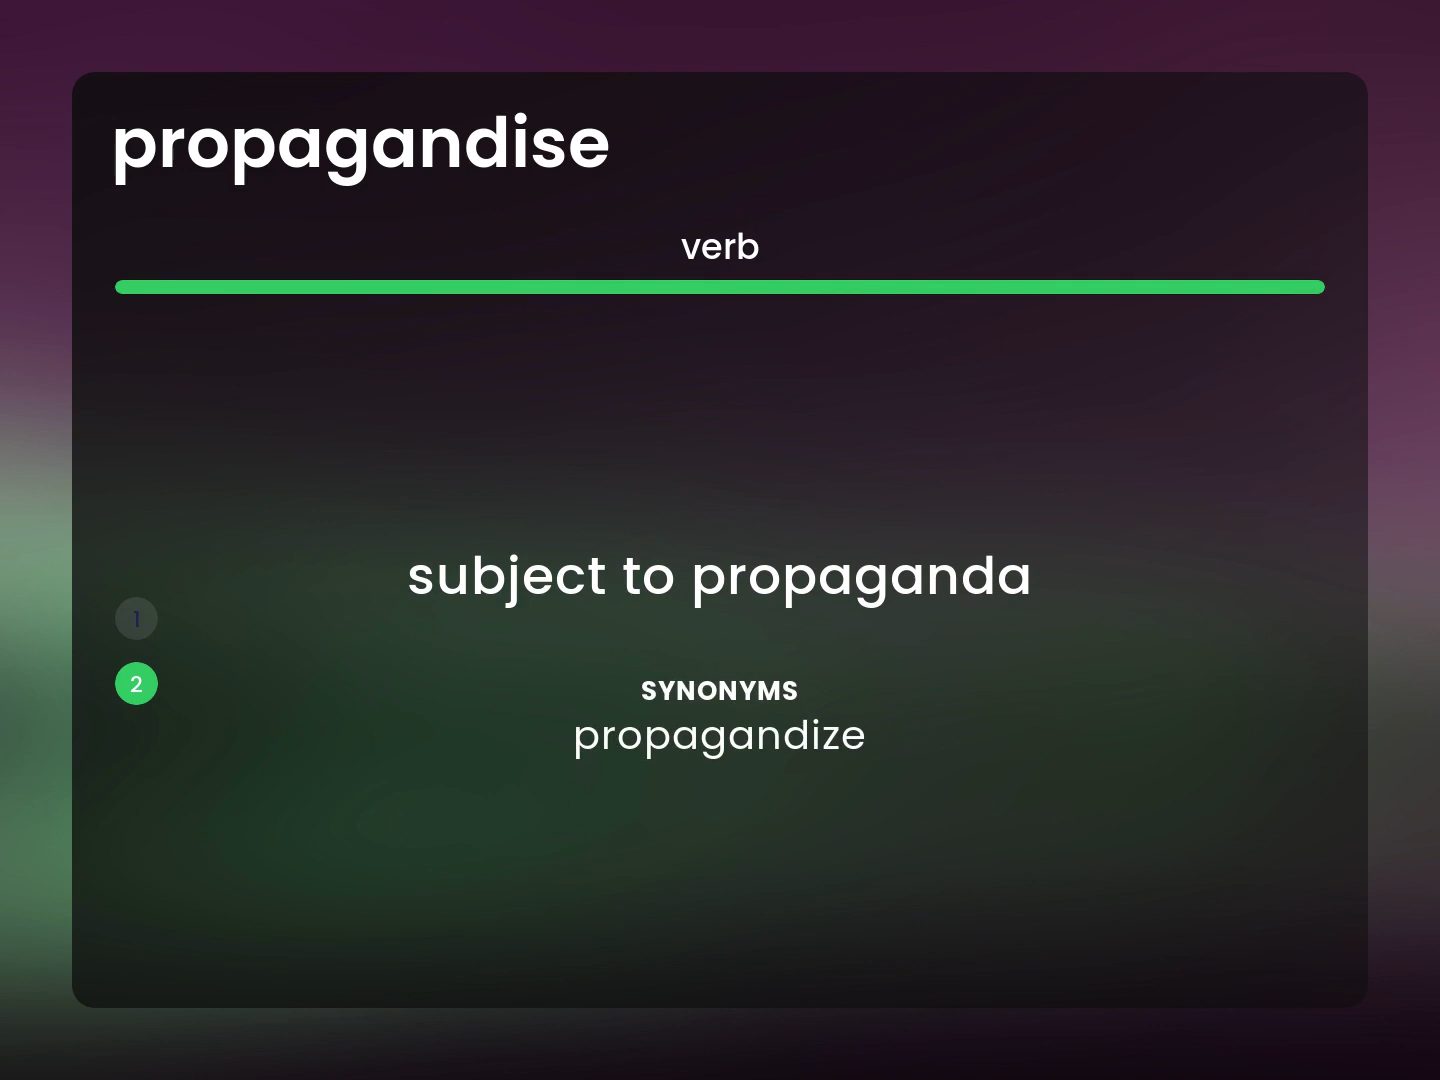 propagandise
verb
subject to propaganda
1
2
SYNONYMS
propagandize